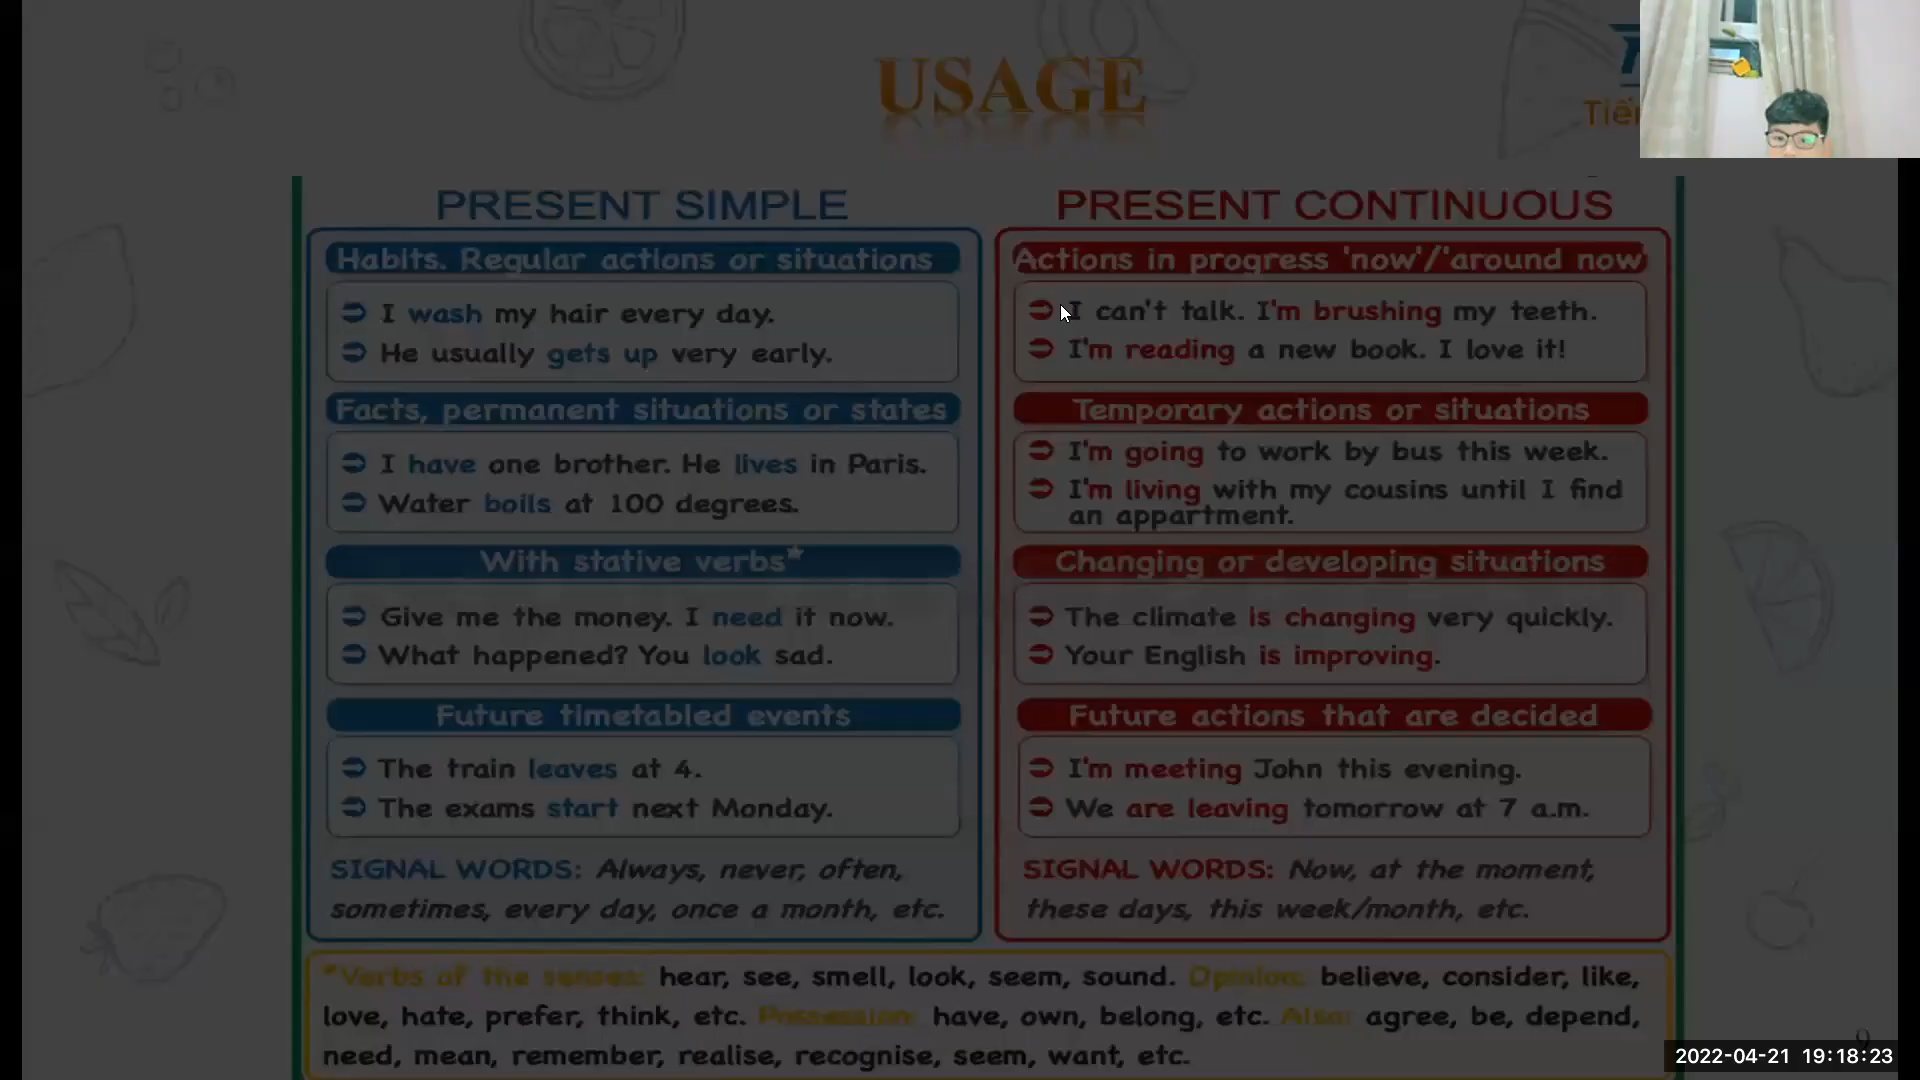 USAGE
PRESENT SIMPLE
Habits. Regular actions or situations
I wash my hair every day.
He usually gets up very early.
Facts, permanent situations or states
I have one brother. He lives in Paris.
Water boils at 100 degrees.
With stative verbs*
Give me the money. I need it now.
What happened? You look sad.
Future timetabled events
The train leaves at 4.
The exams start next Monday.
SIGNAL WORDS: Always, never, often,
sometimes, every day, once a month, etc.
PRESENT CONTINUOUS
Actions in progress 'now'/'around now'
I can't talk. I'm brushing my teeth.
I'm reading a new book. I love it!
Temporary actions or situations
I'm going to work by bus this week.
I'm living with my cousins until I find
an appartment.
Changing or developing situations
The climate is changing very quickly.
Your English is improving.
Future actions that are decided
I'm meeting John this evening.
We are leaving tomorrow at 7 a.m.
SIGNAL WORDS: Now, at the moment,
these days, this week/month, etc.
*Verbs of the senses: hear, see, smell, look, seem, sound. Opinion: believe, consider, like,
love, hate, prefer, think, etc. Possession: have, own, belong, etc. Also: agree, be, depend,
need, mean, remember, realise, recognise, seem, want, etc.
9
2022-04-21 19:18:23